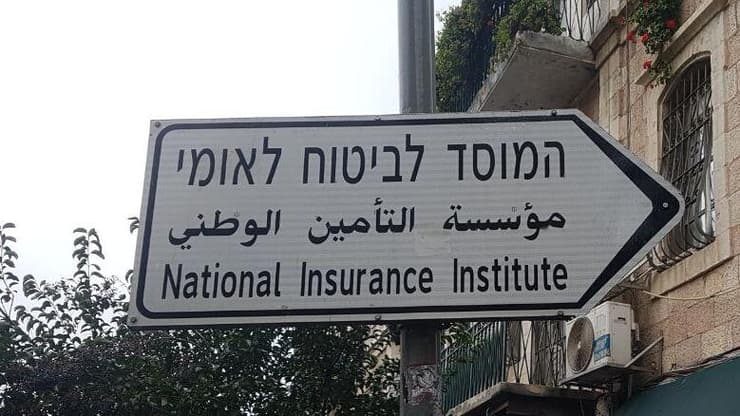 המוסד לביטוח לאומי
مؤسسة التأمين الوطني
National Insurance Institute